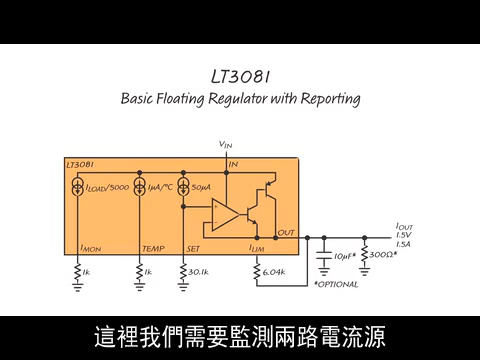 LT3081
Basic Floating Regulator with Reporting
VIN
LT3081
IN
ILOAD/5000
1μA/°C
50μA
+
−
OUT
IOUT
1.5V
1.5A
IMON
TEMP
SET
ILIM
1k
1k
30.1k
6.04k
10μF*
300Ω*
*OPTIONAL
這裡我們需要監測兩路電流源